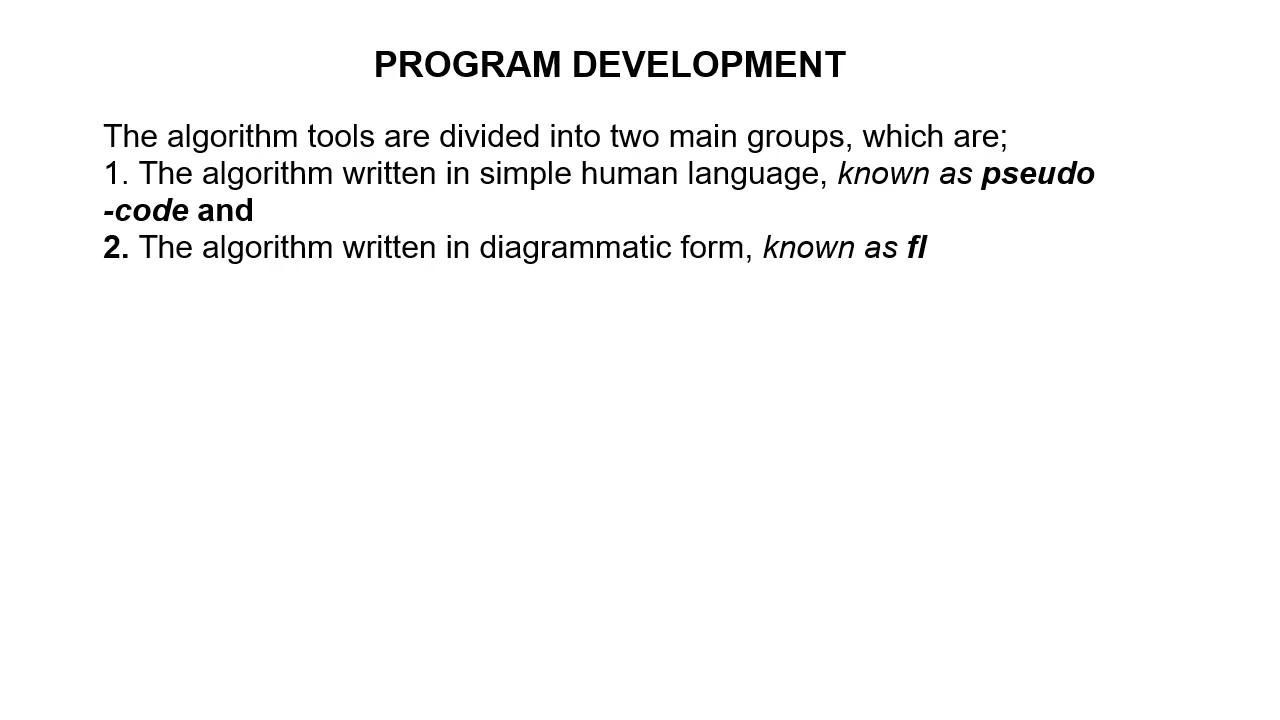 PROGRAM DEVELOPMENT
The algorithm tools are divided into two main groups, which are;
1. The algorithm written in simple human language, known as pseudo
-code and
2. The algorithm written in diagrammatic form, known as fl